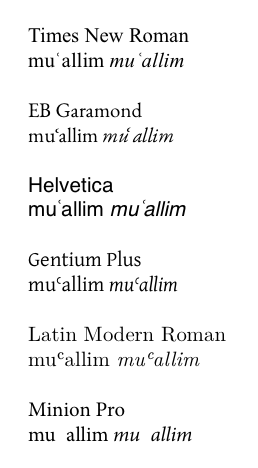 Times New Roman
muʿallim muʿallim
EB Garamond
muʿallim muʿallim
Helvetica
muʿallim muʿallim
Gentium Plus
muʿallim muʿallim
Latin Modern Roman
muʿallim muʿallim
Minion Pro
mu allim mu allim